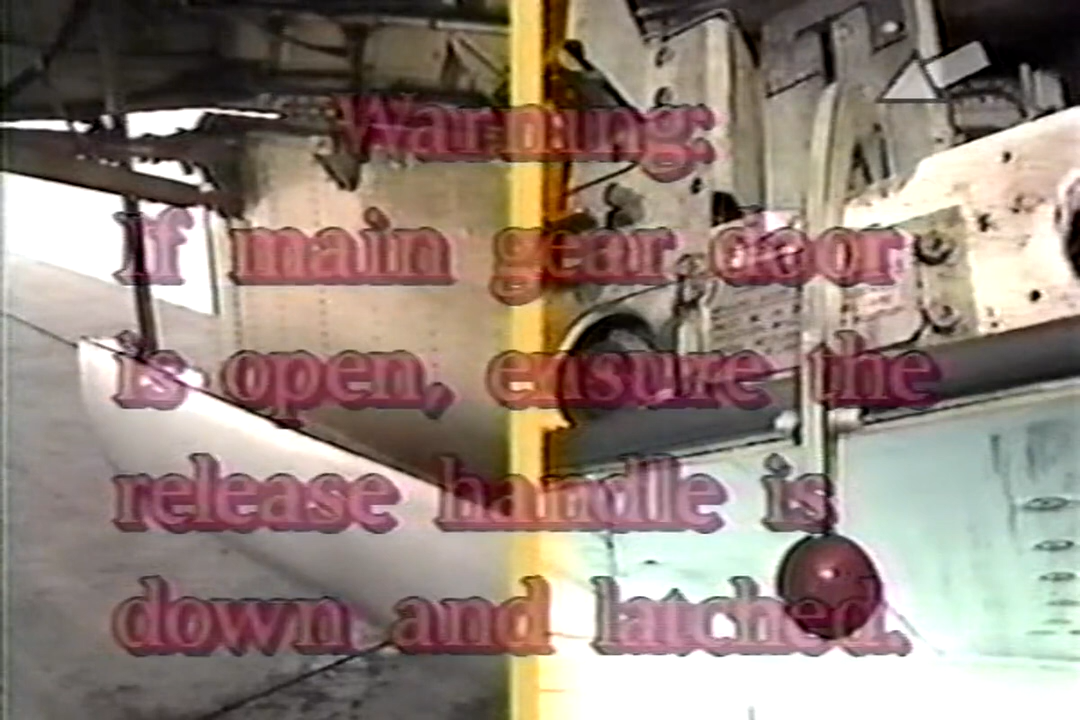 Warning:
if main gear door
is open, ensure the
release handle is
down and latched.